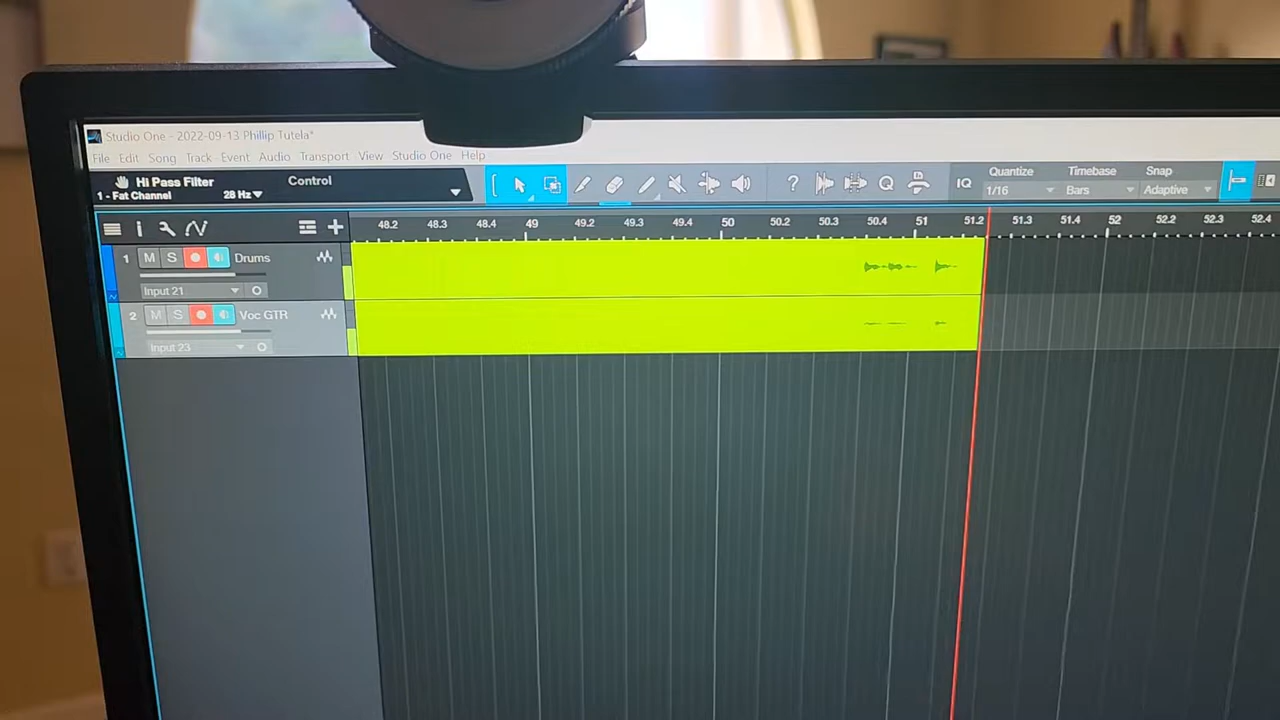 Studio One - 2022-09-13 Phillip Tutela*
File Edit Song Track Event Audio Transport View Studio One Help
Hi Pass Filter Control
1 - Fat Channel 28 Hz
? Q IQ
Quantize Timebase Snap
1/16 Bars Adaptive
i
48.2 48.3 48.4 49 49.2 49.3 49.4 50 50.2 50.3 50.4 51 51.2 51.3 51.4 52 52.2 52.3 52.4
1 M S Drums
Input 21
2 M S Voc GTR
Input 23